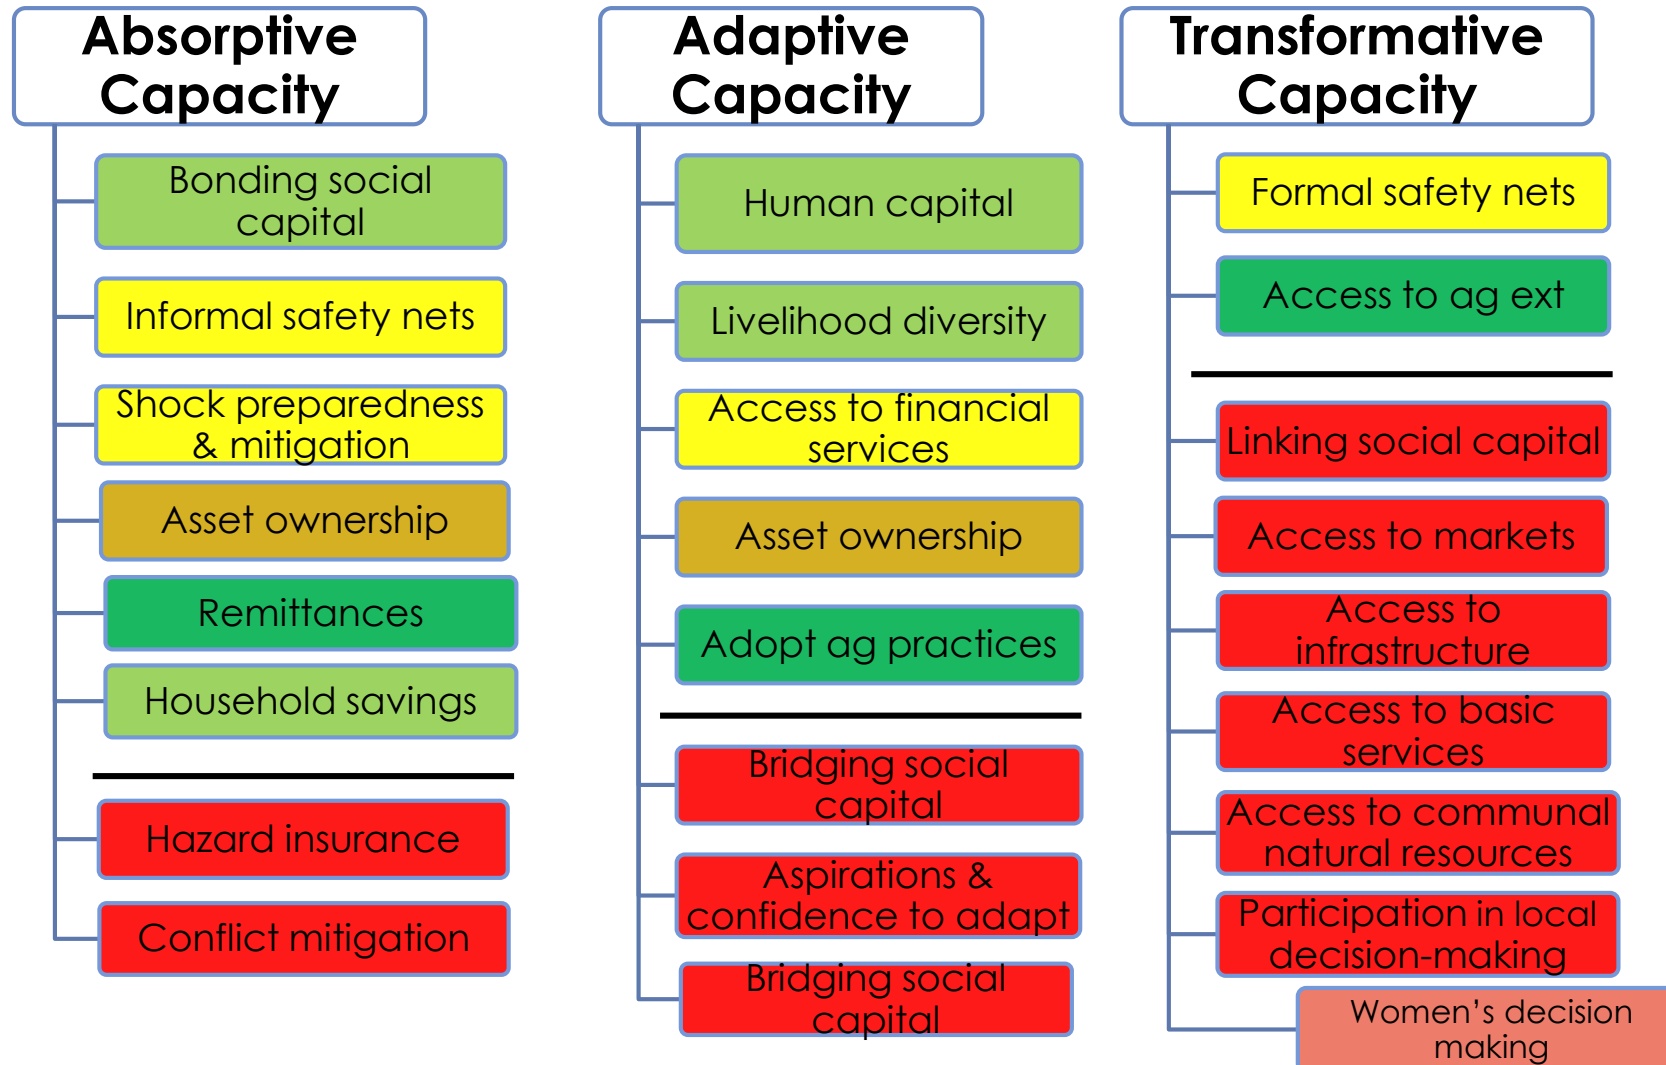 Absorptive
Capacity
Bonding social
capital
Informal safety nets
Shock preparedness
& mitigation
Asset ownership
Remittances
Household savings
Hazard insurance
Conflict mitigation
Adaptive
Capacity
Human capital
Livelihood diversity
Access to financial
services
Asset ownership
Adopt ag practices
Bridging social
capital
Aspirations &
confidence to adapt
Bridging social
capital
Transformative
Capacity
Formal safety nets
Access to ag ext
Linking social capital
Access to markets
Access to
infrastructure
Access to basic
services
Access to communal
natural resources
Participation in local
decision-making
Women’s decision
making